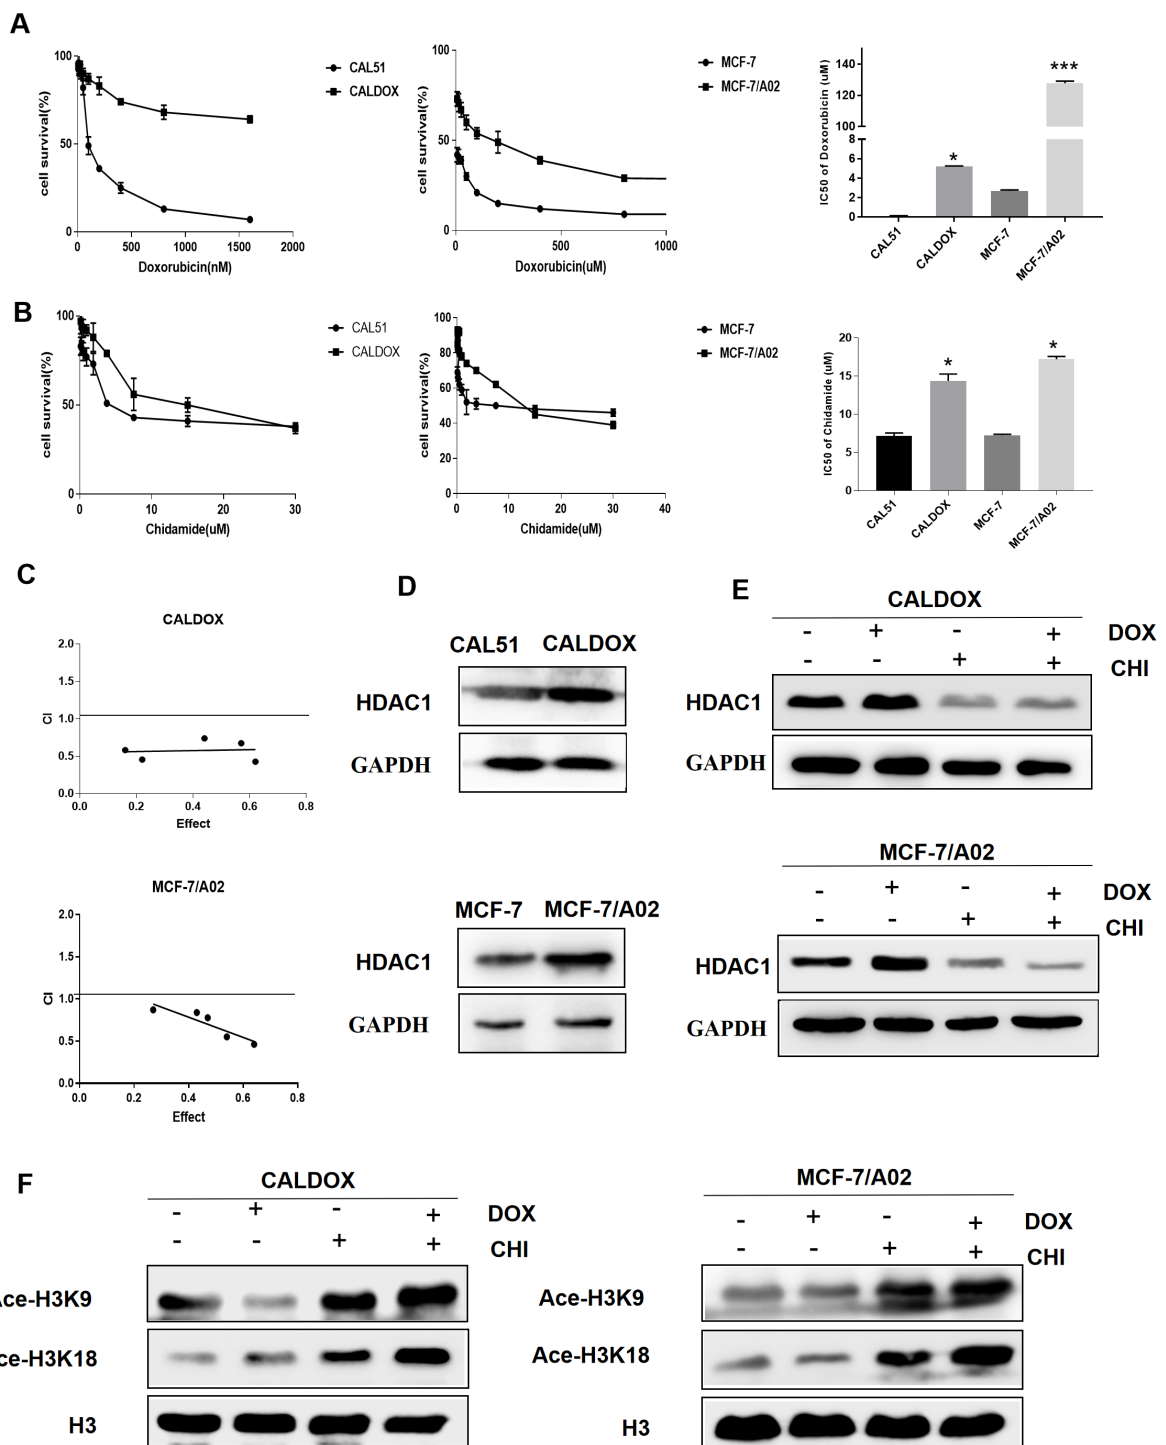 A
cell survival(%)
100
50
0
0 500 1000 1500 2000
Doxorubicin(nM)
CAL51
CALDOX
cell survival(%)
100
50
0
0 500 1000
Doxorubicin(uM)
MCF-7
MCF-7/A02
IC50 of Doxorubicin (uM)
140
120
100
8
6
4
2
0
*
***
CAL51 CALDOX MCF-7 MCF-7/A02
B
cell survival(%)
100
50
0
0 10 20 30
Chidamide(uM)
CAL51
CALDOX
cell survival(%)
100
80
60
40
20
0
0 10 20 30 40
Chidamide(uM)
MCF-7
MCF-7/A02
IC50 of Chidamide (uM)
20
15
10
5
0
*
*
CAL51 CALDOX MCF-7 MCF-7/A02
C
CALDOX
CI
2.0
1.5
1.0
0.5
0.0
0.0 0.2 0.4 0.6 0.8
Effect
MCF-7/A02
CI
2.0
1.5
1.0
0.5
0.0
0.0 0.2 0.4 0.6 0.8
Effect
D
CAL51 CALDOX
HDAC1
GAPDH
MCF-7 MCF-7/A02
HDAC1
GAPDH
E
CALDOX
- + - + DOX
- - + + CHI
HDAC1
GAPDH
MCF-7/A02
- + - + DOX
- - + + CHI
HDAC1
GAPDH
F
CALDOX
- + - + DOX
- - + + CHI
Ace-H3K9
ce-H3K18
H3
MCF-7/A02
- + - + DOX
- - + + CHI
Ace-H3K9
Ace-H3K18
H3